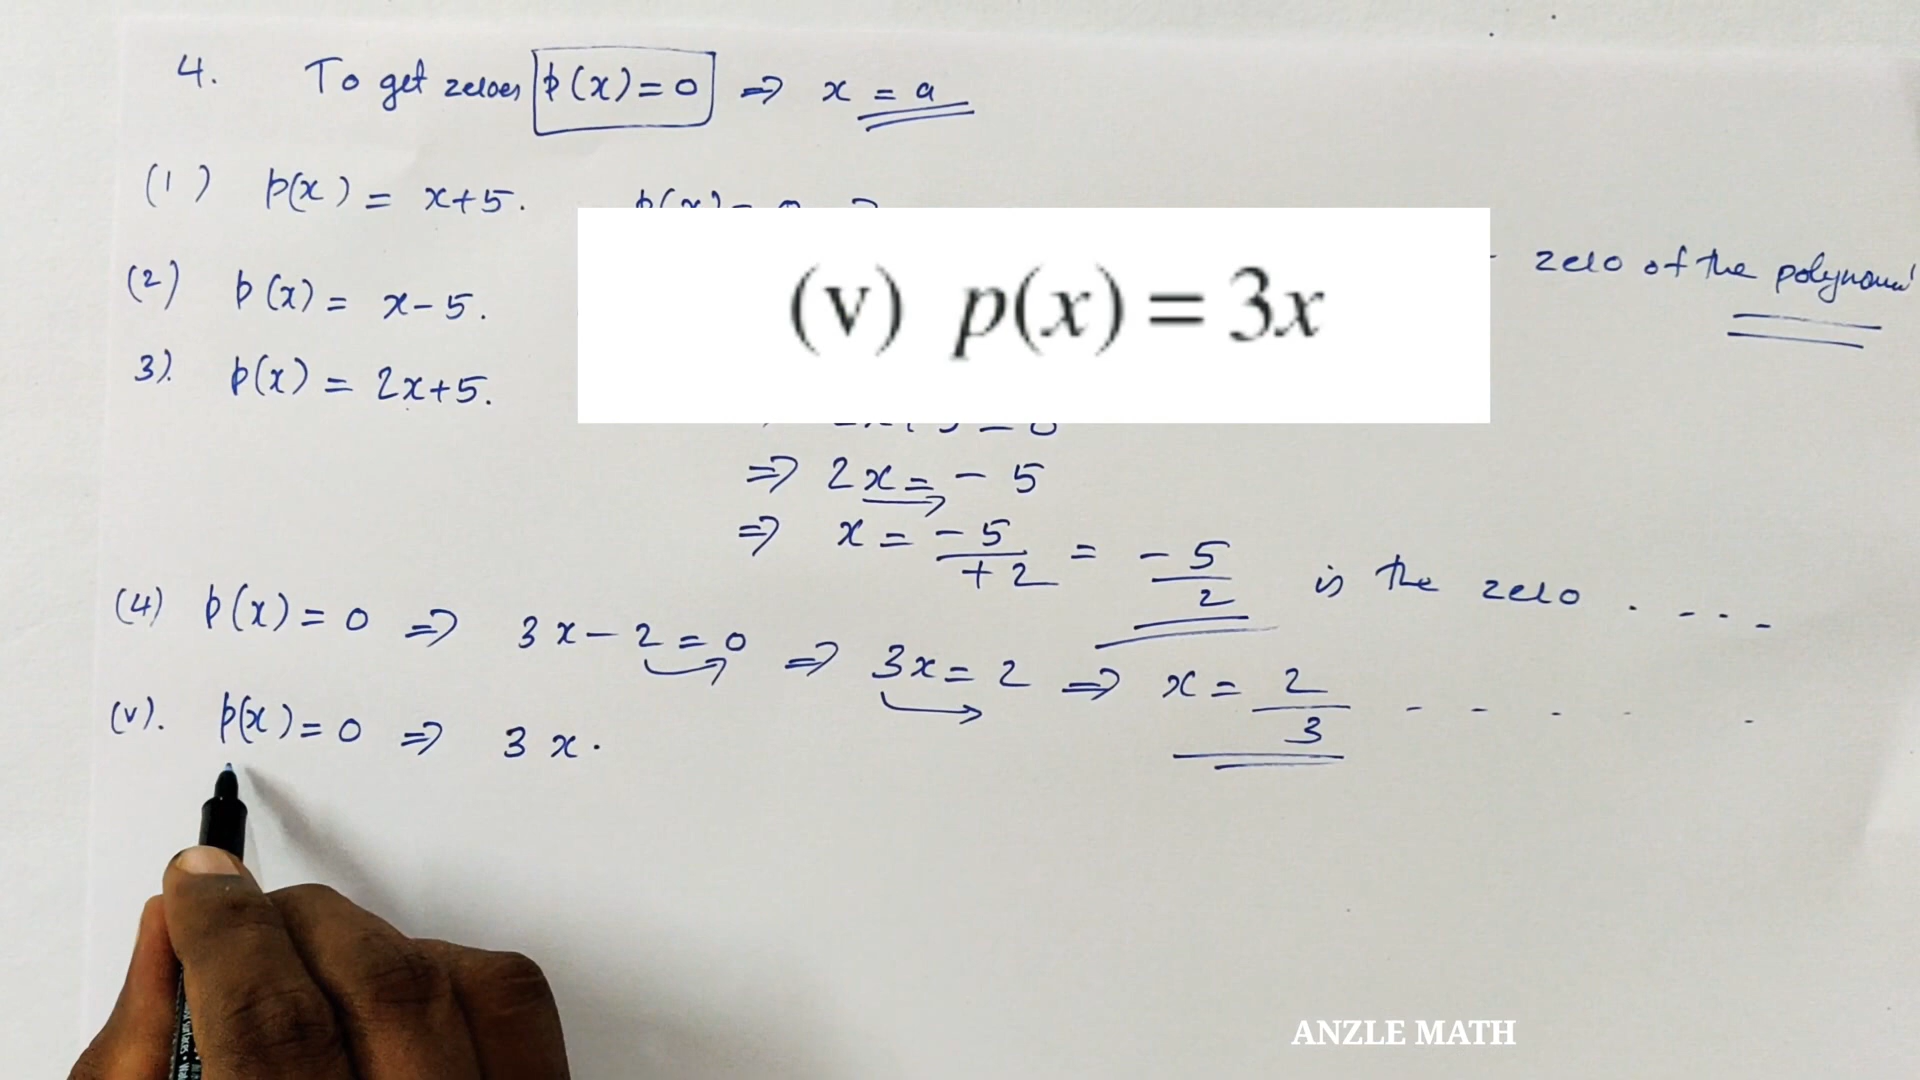 4. To get zeroes p(x) = 0 ⇒ x = a
(1) p(x) = x+5.
(2) p(x) = x-5.
zero of the polynomial
(v) p(x) = 3x
3). p(x) = 2x+5.
⇒ 2x = - 5
⇒ x = -5/+2 = -5/2 is the zero . - - -
(4) p(x) = 0 ⇒ 3x - 2 = 0 ⇒ 3x = 2 ⇒ x = 2/3 - - - - -
(v). p(x) = 0 ⇒ 3x.
ANZLE MATH